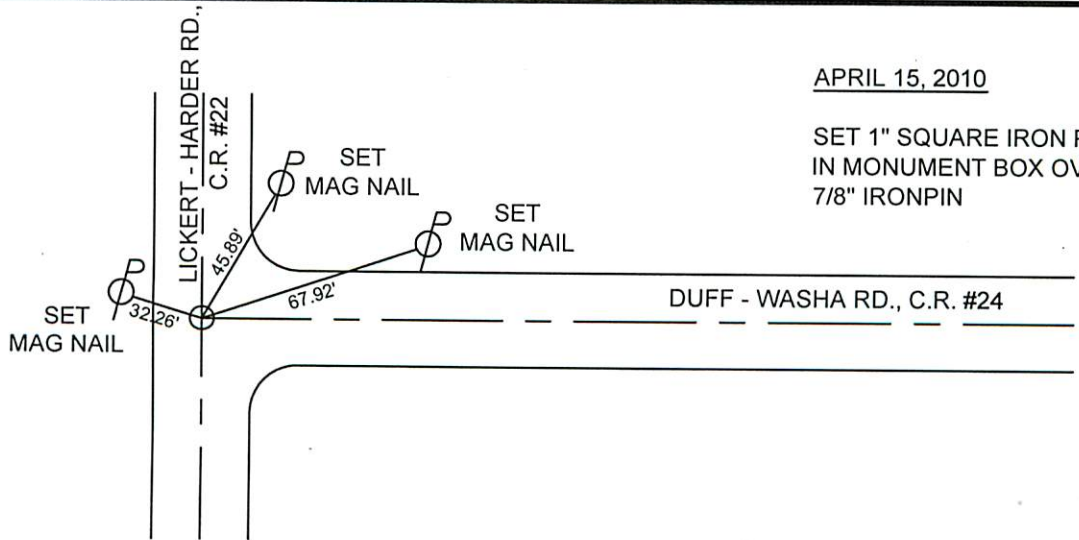 LICKERT - HARDER RD.,
C.R. #22
APRIL 15, 2010
SET 1" SQUARE IRON
IN MONUMENT BOX
7/8" IRONPIN
SET
MAG NAIL
45.89'
SET
MAG NAIL
67.92'
SET
MAG NAIL
32.26'
DUFF - WASHA RD., C.R. #24